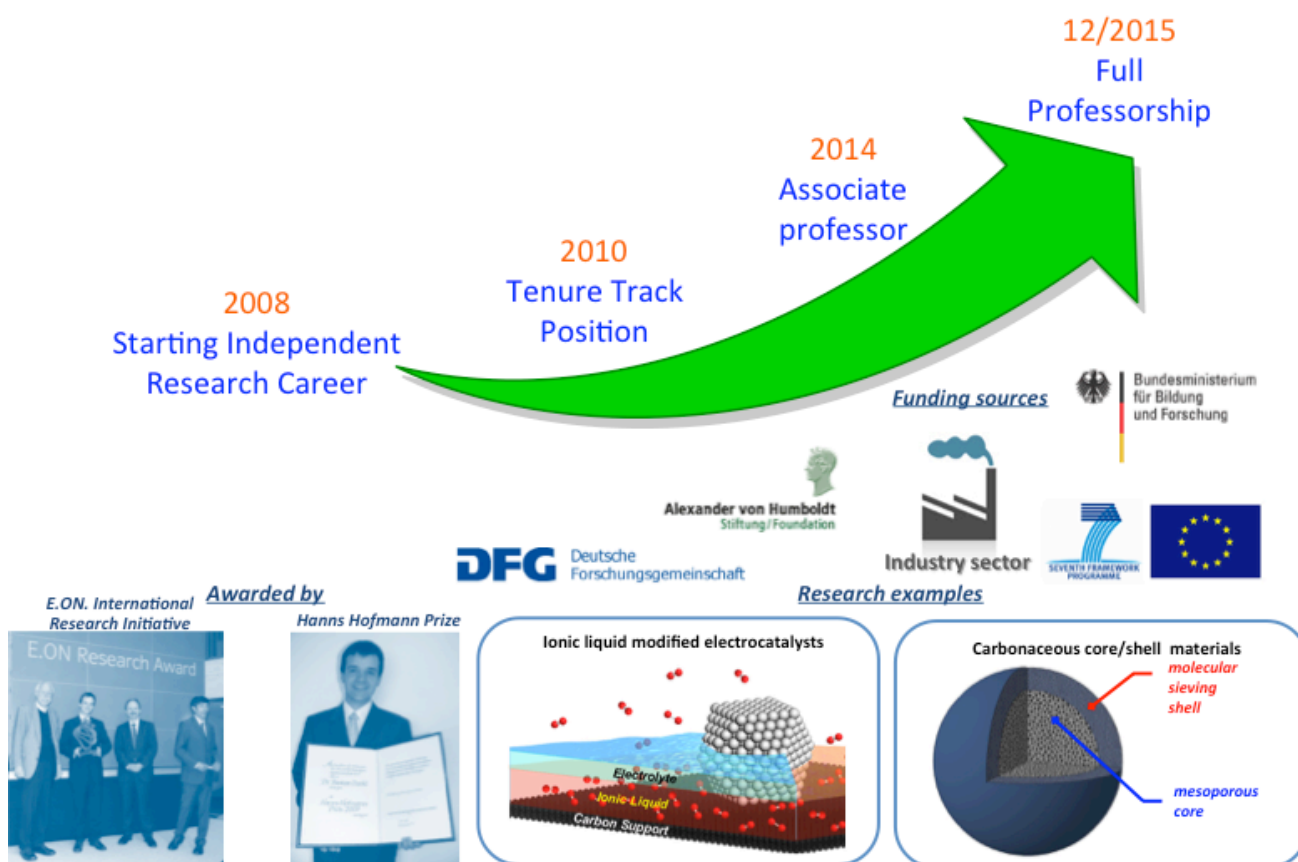 12/2015
Full
Professorship
2014
Associate
professor
2010
Tenure Track
Position
2008
Starting Independent
Research Career
Funding sources
Bundesministerium
für Bildung
und Forschung
Alexander von Humboldt
Stiftung/Foundation
Industry sector
SEVENTH FRAMEWORK
PROGRAMME
DFG Deutsche
Forschungsgemeinschaft
Awarded by
E.ON. International
Research Initiative
Hanns Hofmann Prize
E.ON Research Award
Research examples
Ionic liquid modified electrocatalysts
Electrolyte
Ionic Liquid
Carbon Support
Carbonaceous core/shell materials
molecular
sieving
shell
mesoporous
core